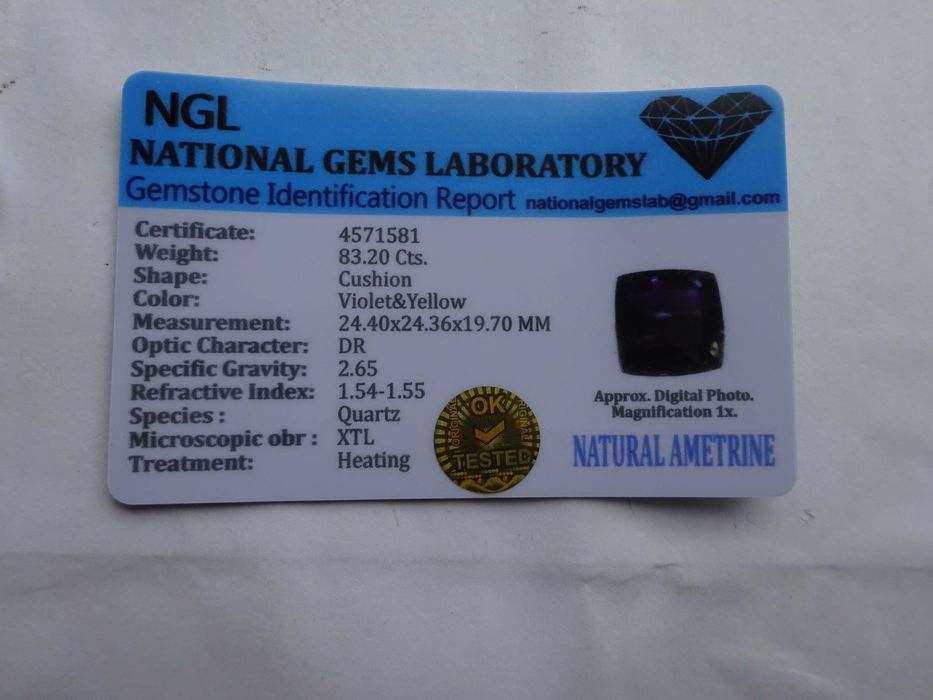 NGL
NATIONAL GEMS LABORATORY
Gemstone Identification Report nationalgemslab@gmail.com
Certificate: 4571581
Weight: 83.20 Cts.
Shape: Cushion
Color: Violet&Yellow
Measurement: 24.40x24.36x19.70 MM
Optic Character: DR
Specific Gravity: 2.65
Refractive Index: 1.54-1.55
Species : Quartz
Microscopic obr : XTL
Treatment: Heating
ORIGINAL
OK
ORIGINAL
TESTED
Approx. Digital Photo.
Magnification 1x.
NATURAL AMETRINE